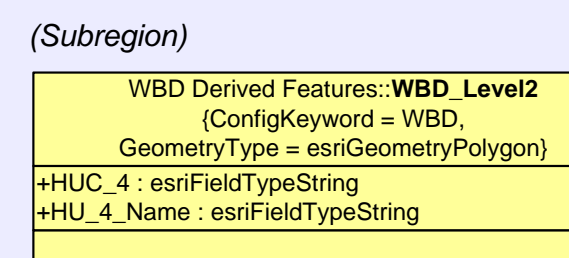 (Subregion)
WBD Derived Features::WBD_Level2
{ConfigKeyword = WBD,
GeometryType = esriGeometryPolygon}
+HUC_4 : esriFieldTypeString
+HU_4_Name : esriFieldTypeString